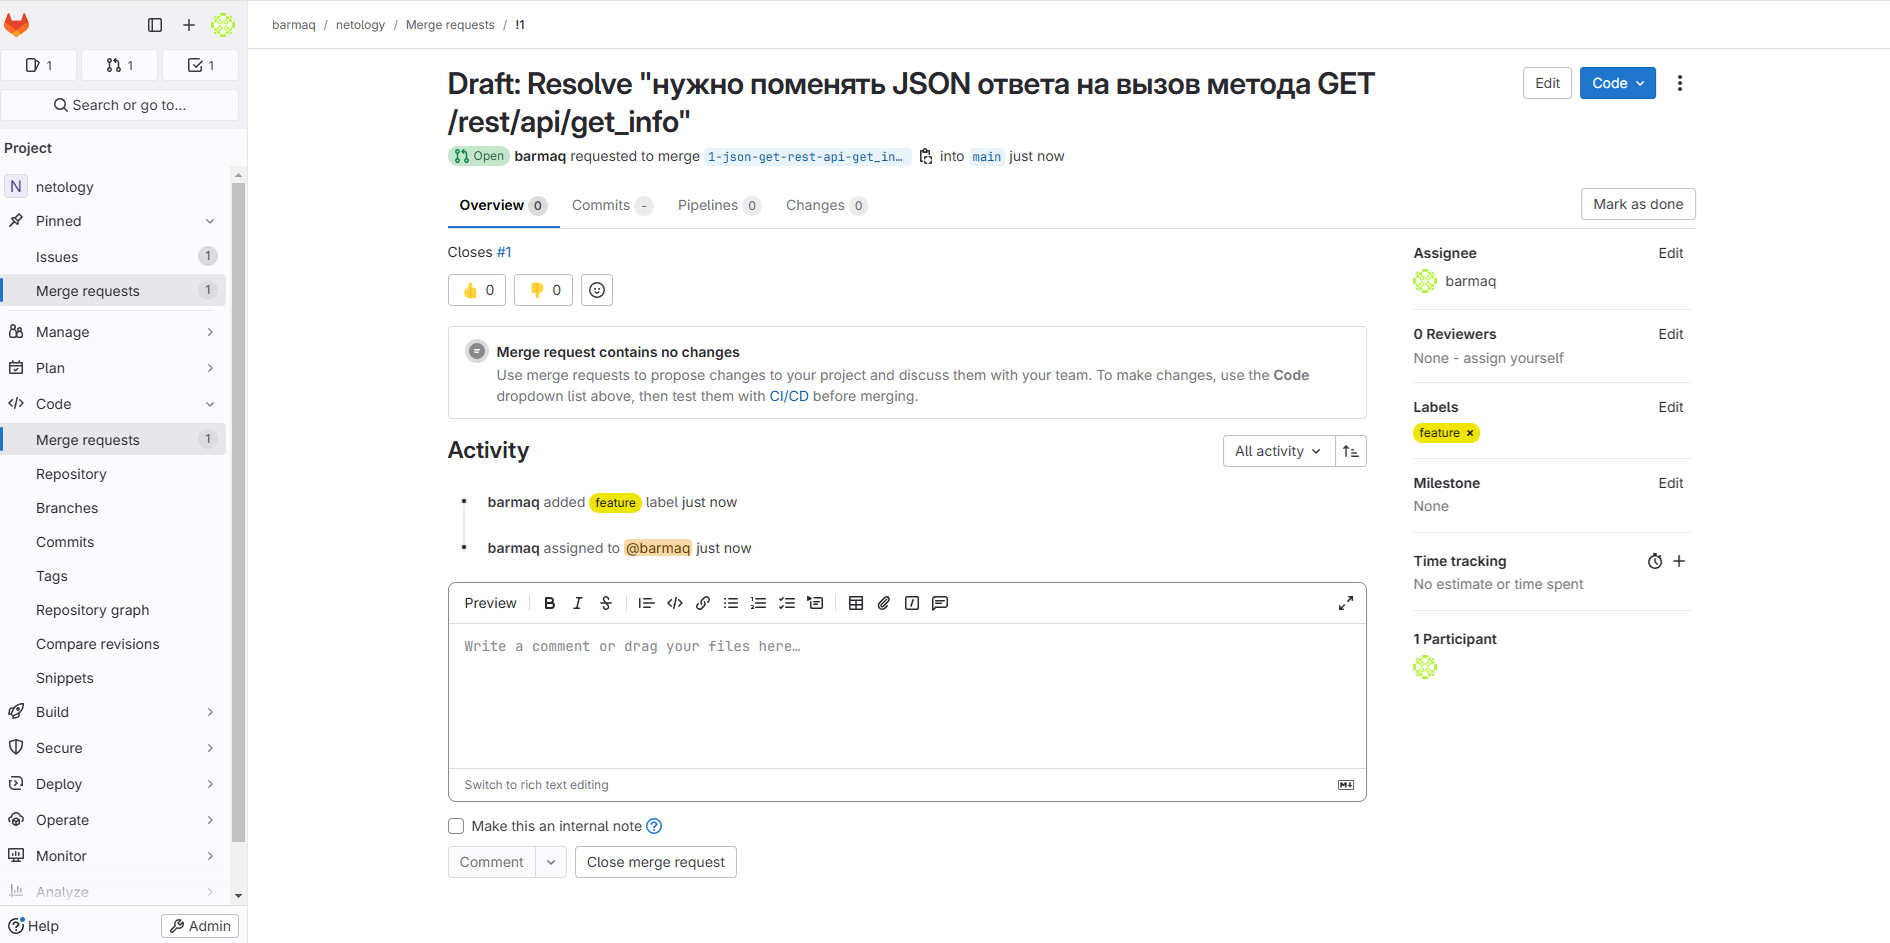 barmaq / netology / Merge requests / !1
1 1 1
Search or go to...
Project
N netology
Pinned
Issues 1
Merge requests 1
Manage
Plan
Code
Merge requests 1
Repository
Branches
Commits
Tags
Repository graph
Compare revisions
Snippets
Build
Secure
Deploy
Operate
Monitor
Analyze
Help
Admin
Draft: Resolve "нужно поменять JSON ответа на вызов метода GET
/rest/api/get_info"
Edit
Code
Open barmaq requested to merge 1-json-get-rest-api-get_in… into main just now
Overview 0 Commits - Pipelines 0 Changes 0
Mark as done
Closes #1
👍 0 👎 0
Merge request contains no changes
Use merge requests to propose changes to your project and discuss them with your team. To make changes, use the Code
dropdown list above, then test them with CI/CD before merging.
Activity
All activity
barmaq added feature label just now
barmaq assigned to @barmaq just now
Preview B I S
Write a comment or drag your files here…
Switch to rich text editing
Make this an internal note ?
Comment
Close merge request
Assignee Edit
barmaq
0 Reviewers Edit
None - assign yourself
Labels Edit
feature ×
Milestone Edit
None
Time tracking
No estimate or time spent
1 Participant